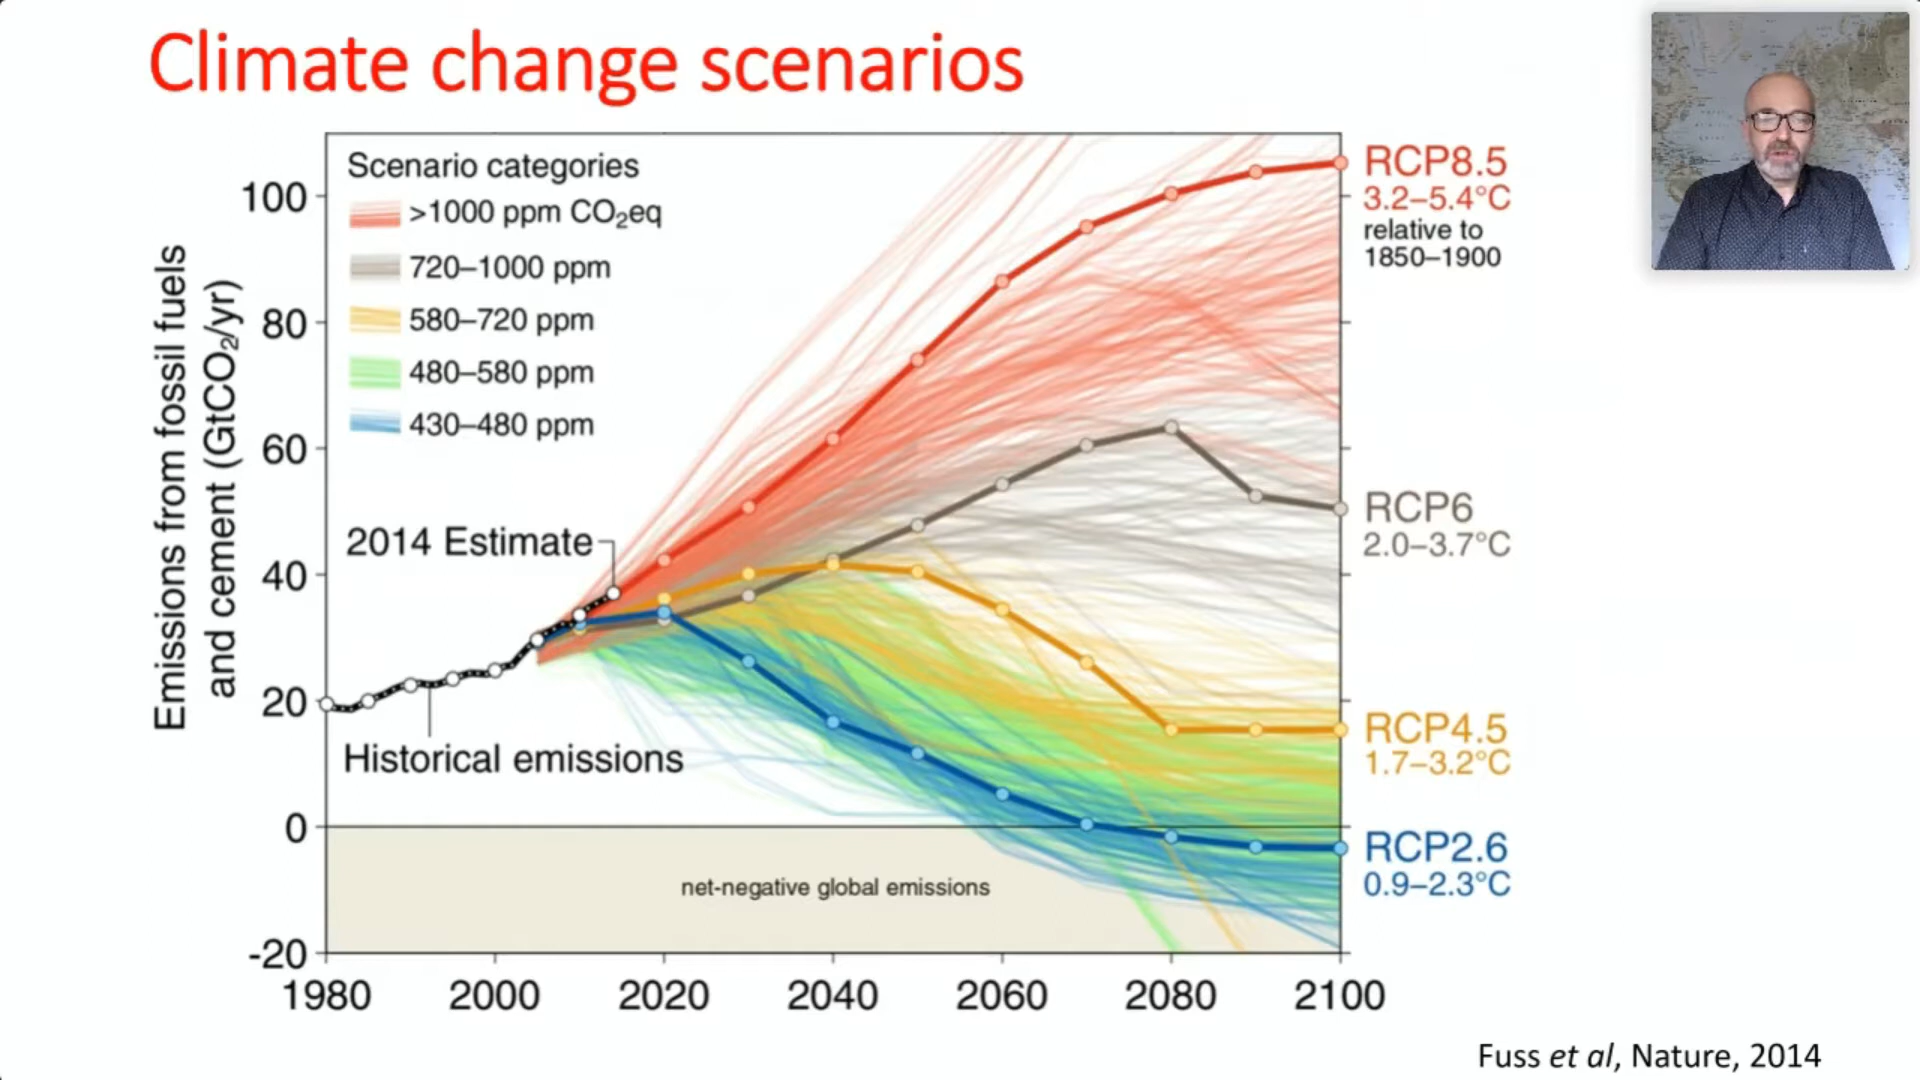 Climate change scenarios
Scenario categories
>1000 ppm CO₂eq
720–1000 ppm
580–720 ppm
480–580 ppm
430–480 ppm
Emissions from fossil fuels
and cement (GtCO₂/yr)
100
80
60
40
20
0
-20
2014 Estimate
Historical emissions
net-negative global emissions
1980 2000 2020 2040 2060 2080 2100
RCP8.5
3.2–5.4°C
relative to
1850–1900
RCP6
2.0–3.7°C
RCP4.5
1.7–3.2°C
RCP2.6
0.9–2.3°C
Fuss et al, Nature, 2014